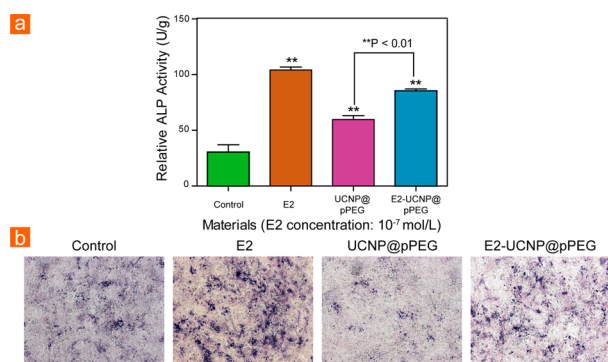 a
Relative ALP Activity (U/g)
150
100
50
0
**
**
**
**P < 0.01
Control
E2
UCNP@
pPEG
E2-UCNP@
pPEG
Materials (E2 concentration: 10⁻⁷ mol/L)
b
Control
E2
UCNP@pPEG
E2-UCNP@pPEG